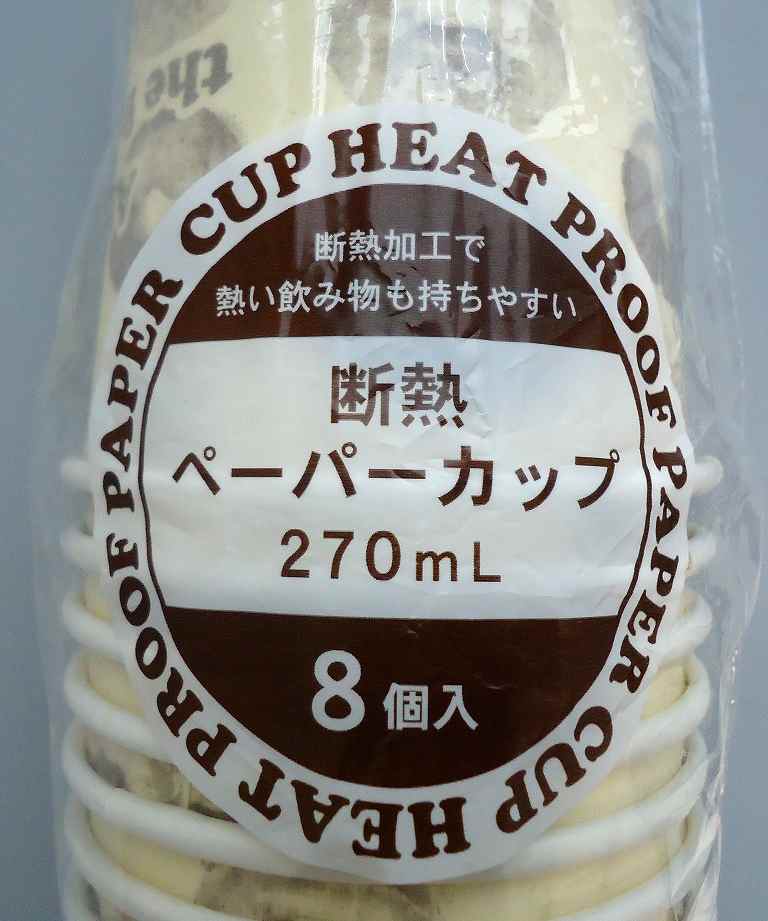 the
HEAT PROOF PAPER CUP HEAT PROOF PAPER CUP
断熱加工で
熱い飲み物も持ちやすい
断熱
ペーパーカップ
270mL
8個入